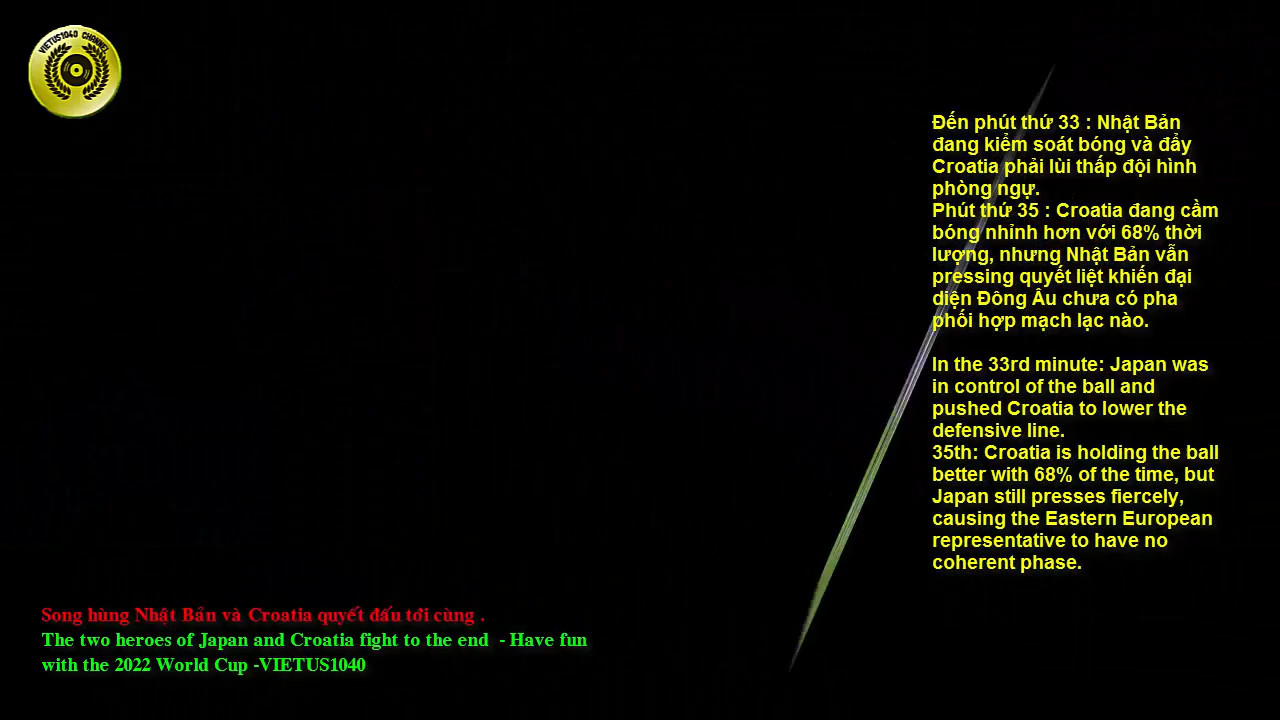 VIETUS1040 CHANNEL
Đến phút thứ 33 : Nhật Bản
đang kiểm soát bóng và đẩy
Croatia phải lùi thấp đội hình
phòng ngự.
Phút thứ 35 : Croatia đang cầm
bóng nhỉnh hơn với 68% thời
lượng, nhưng Nhật Bản vẫn
pressing quyết liệt khiến đại
diện Đông Âu chưa có pha
phối hợp mạch lạc nào.
In the 33rd minute: Japan was
in control of the ball and
pushed Croatia to lower the
defensive line.
35th: Croatia is holding the ball
better with 68% of the time, but
Japan still presses fiercely,
causing the Eastern European
representative to have no
coherent phase.
Song hùng Nhật Bản và Croatia quyết đấu tới cùng .
The two heroes of Japan and Croatia fight to the end - Have fun
with the 2022 World Cup -VIETUS1040